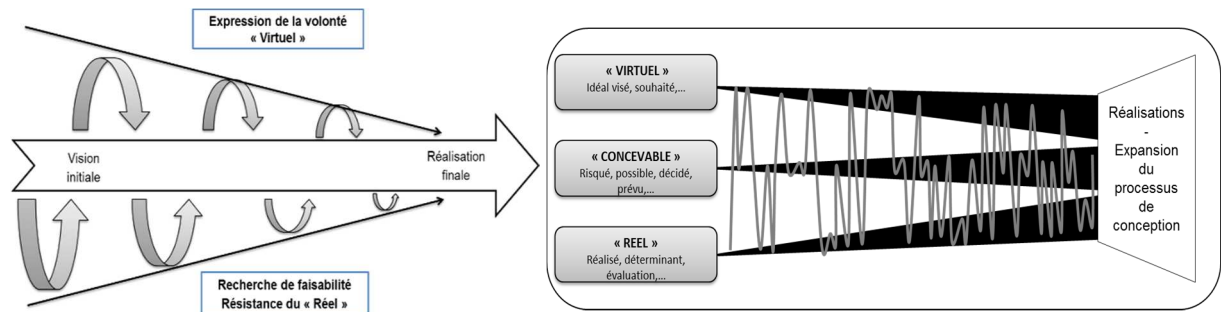 Expression de la volonté
« Virtuel »
Vision
initiale
Réalisation
finale
Recherche de faisabilité
Résistance du « Réel »
« VIRTUEL »
Idéal visé, souhaité,...
« CONCEVABLE »
Risqué, possible, décidé,
prévu,...
« REEL »
Réalisé, déterminant,
évaluation,...
Réalisations
-
Expansion
du
processus
de
conception